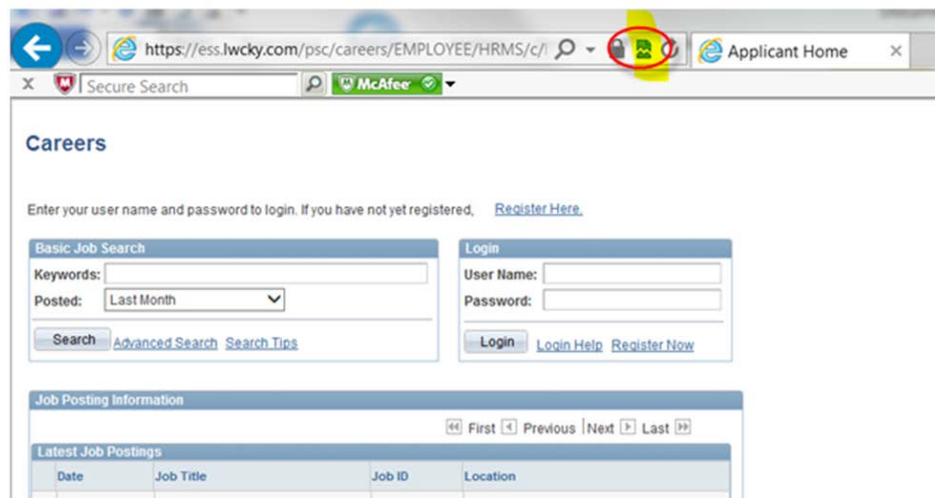 https://ess.lwcky.com/psc/careers/EMPLOYEE/HRMS/c/
Applicant Home
X
Secure Search
McAfee
Careers
Enter your user name and password to login. If you have not yet registered, Register Here.
Basic Job Search
Keywords:
Posted: Last Month
Search Advanced Search Search Tips
Login
User Name:
Password:
Login Login Help Register Now
Job Posting Information
First Previous | Next Last
Latest Job Postings
Date Job Title Job ID Location